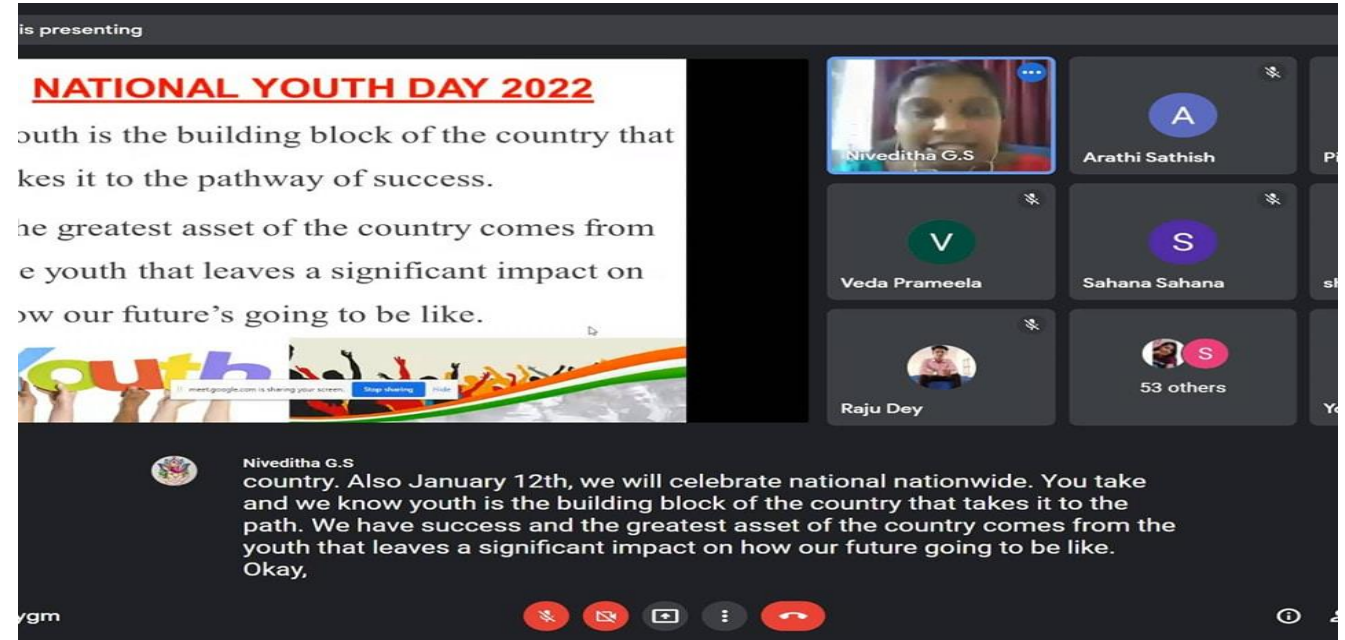 is presenting
NATIONAL YOUTH DAY 2022
outh is the building block of the country that
kes it to the pathway of success.
he greatest asset of the country comes from
e youth that leaves a significant impact on
ow our future's going to be like.
Youth
meet.google.com is sharing your screen.
Stop sharing
Hide
Niveditha G.S
A
Arathi Sathish
Pi
V
Veda Prameela
S
Sahana Sahana
Raju Dey
S
53 others
Niveditha G.S
country. Also January 12th, we will celebrate national nationwide. You take
and we know youth is the building block of the country that takes it to the
path. We have success and the greatest asset of the country comes from the
youth that leaves a significant impact on how our future going to be like.
Okay,
ygm